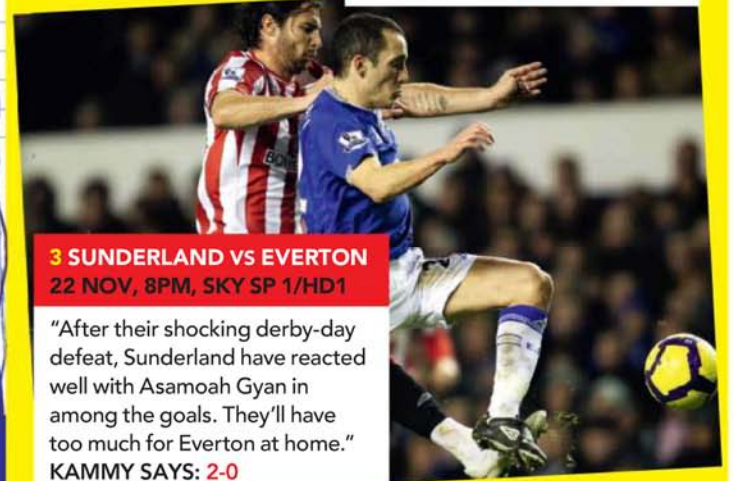 3 SUNDERLAND VS EVERTON
22 NOV, 8PM, SKY SP 1/HD1
“After their shocking derby-day
defeat, Sunderland have reacted
well with Asamoah Gyan in
among the goals. They’ll have
too much for Everton at home.”
KAMMY SAYS: 2-0